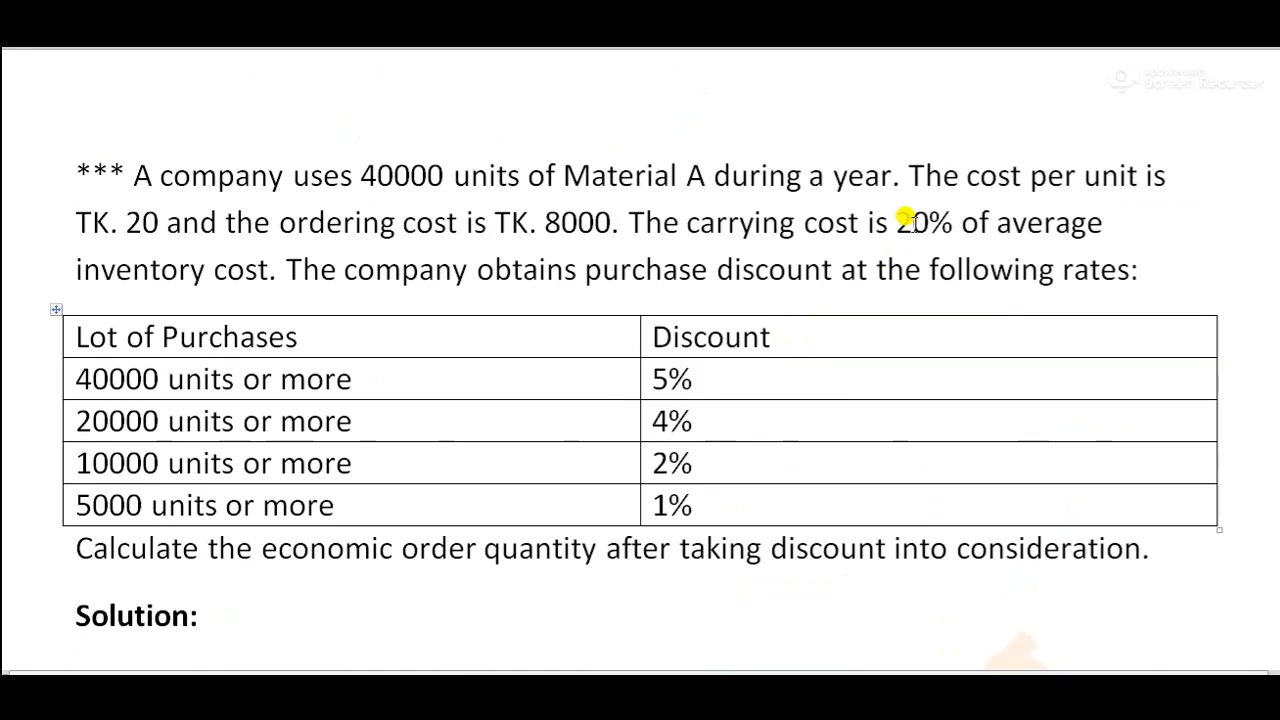 Screen Recorder
*** A company uses 40000 units of Material A during a year. The cost per unit is
TK. 20 and the ordering cost is TK. 8000. The carrying cost is 20% of average
inventory cost. The company obtains purchase discount at the following rates:
Lot of Purchases Discount
40000 units or more 5%
20000 units or more 4%
10000 units or more 2%
5000 units or more 1%
Calculate the economic order quantity after taking discount into consideration.
Solution: